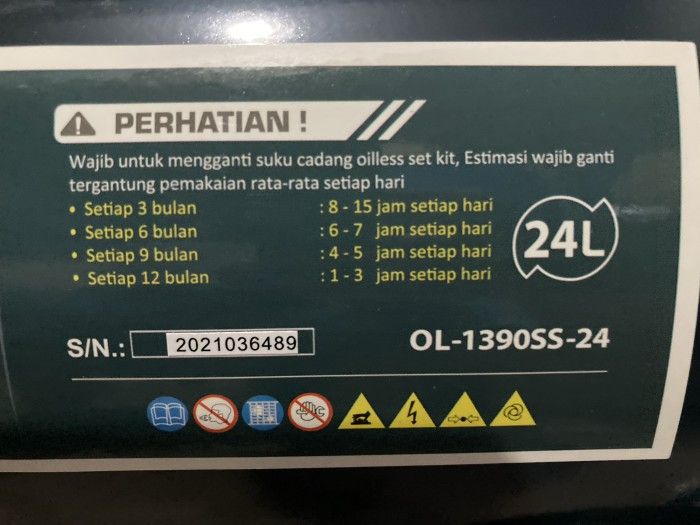 PERHATIAN !
Wajib untuk mengganti suku cadang oilless set kit, Estimasi wajib ganti
tergantung pemakaian rata-rata setiap hari
• Setiap 3 bulan : 8 - 15 jam setiap hari
• Setiap 6 bulan : 6 - 7 jam setiap hari
• Setiap 9 bulan : 4 - 5 jam setiap hari
• Setiap 12 bulan : 1 - 3 jam setiap hari
24L
S/N.: 2021036489
OL-1390SS-24